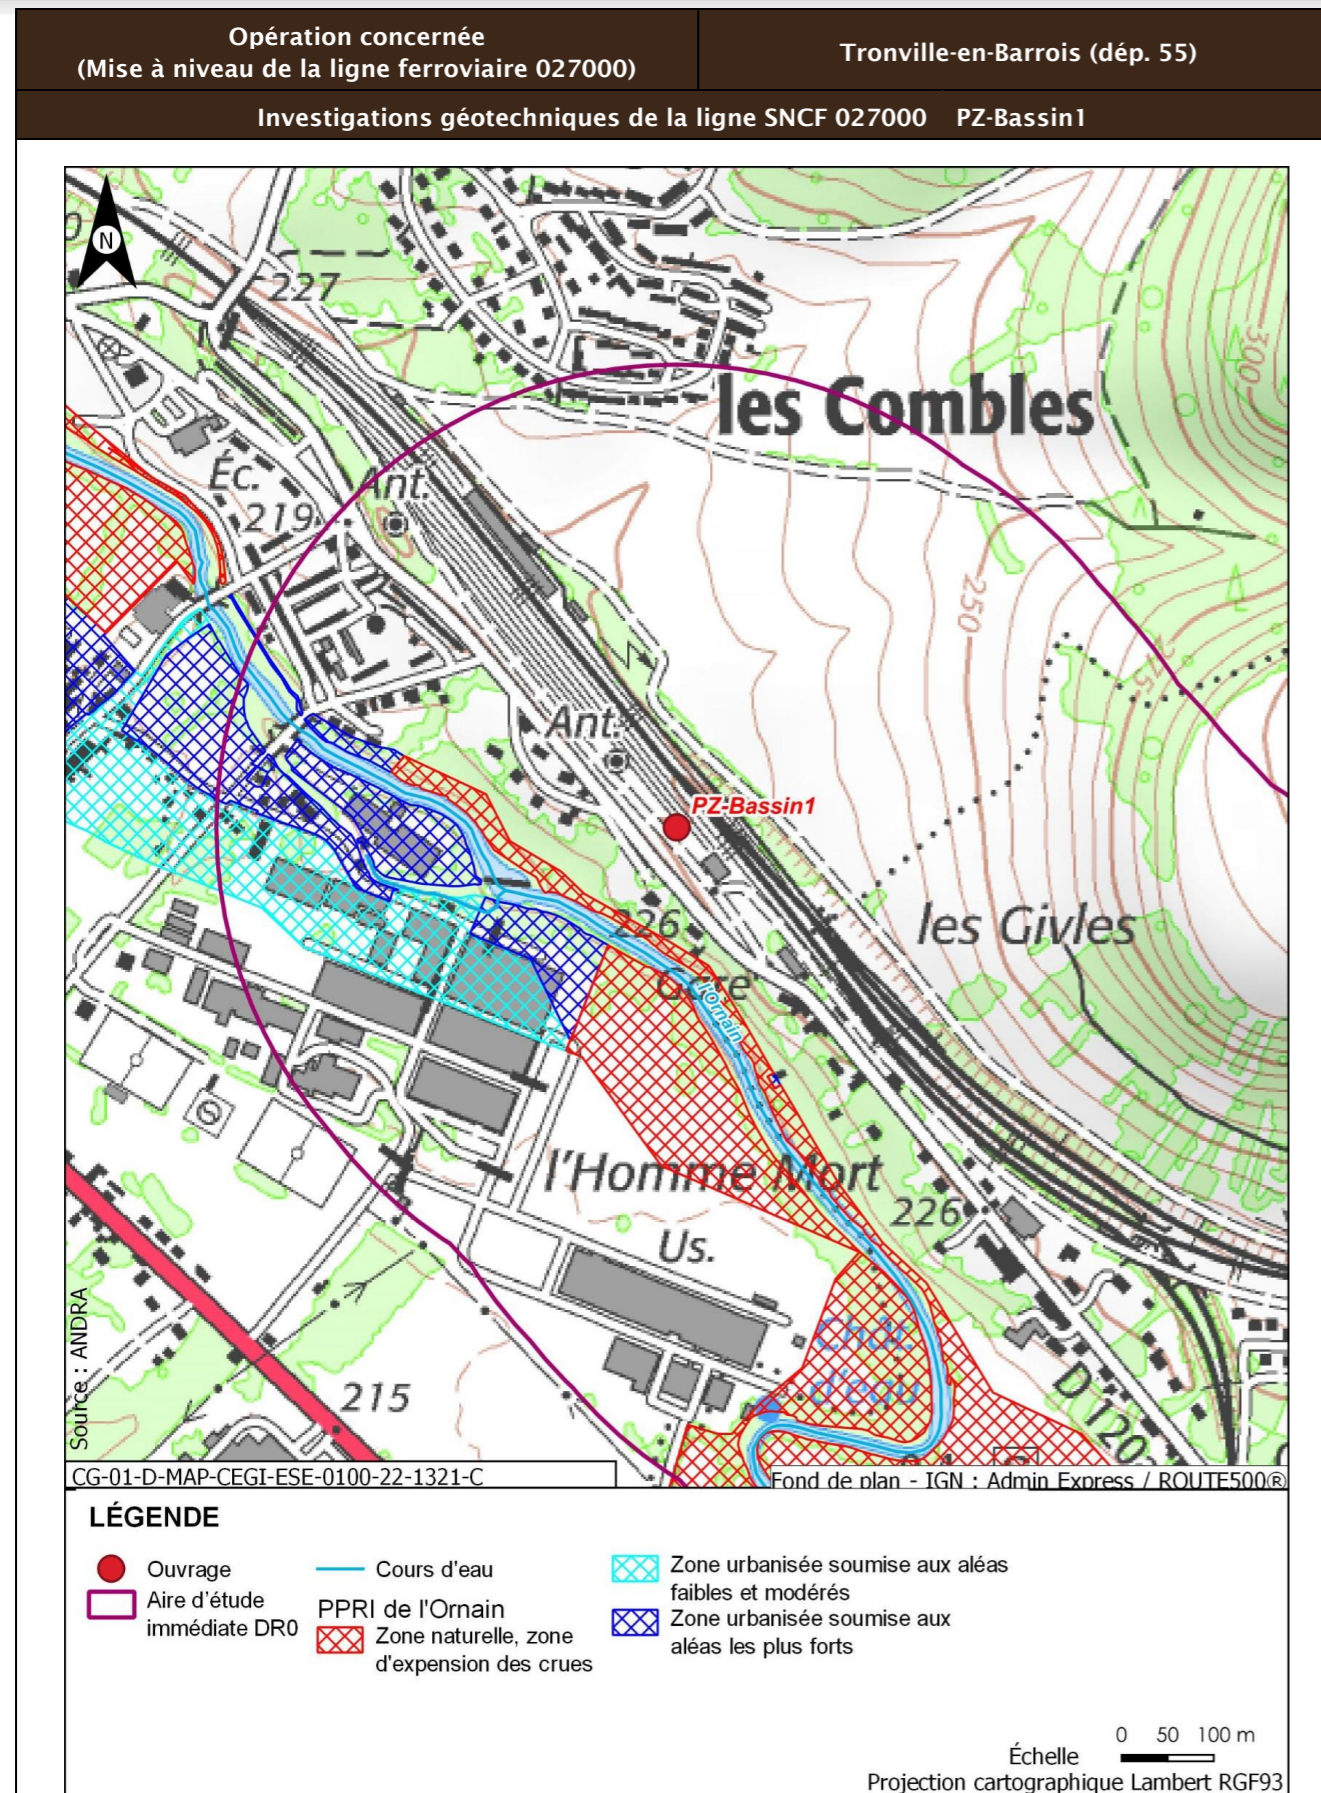 Opération concernée
(Mise à niveau de la ligne ferroviaire 027000)
Tronville-en-Barrois (dép. 55)
Investigations géotechniques de la ligne SNCF 027000 PZ-Bassin1
N
227
300
les Combles
Éc.
Ant.
219
250
275
Ant.
PZ-Bassin1
226
les Givles
Gare
l'Ornain
l'Homme Mort
226
Us.
Chât.
d'eau
215
D 120
Source : ANDRA
CG-01-D-MAP-CEGI-ESE-0100-22-1321-C
Fond de plan - IGN : Admin Express / ROUTE500®
LÉGENDE
Ouvrage
Aire d'étude
immédiate DR0
Cours d'eau
PPRI de l'Ornain
Zone naturelle, zone
d'expension des crues
Zone urbanisée soumise aux aléas
faibles et modérés
Zone urbanisée soumise aux
aléas les plus forts
0 50 100 m
Échelle
Projection cartographique Lambert RGF93